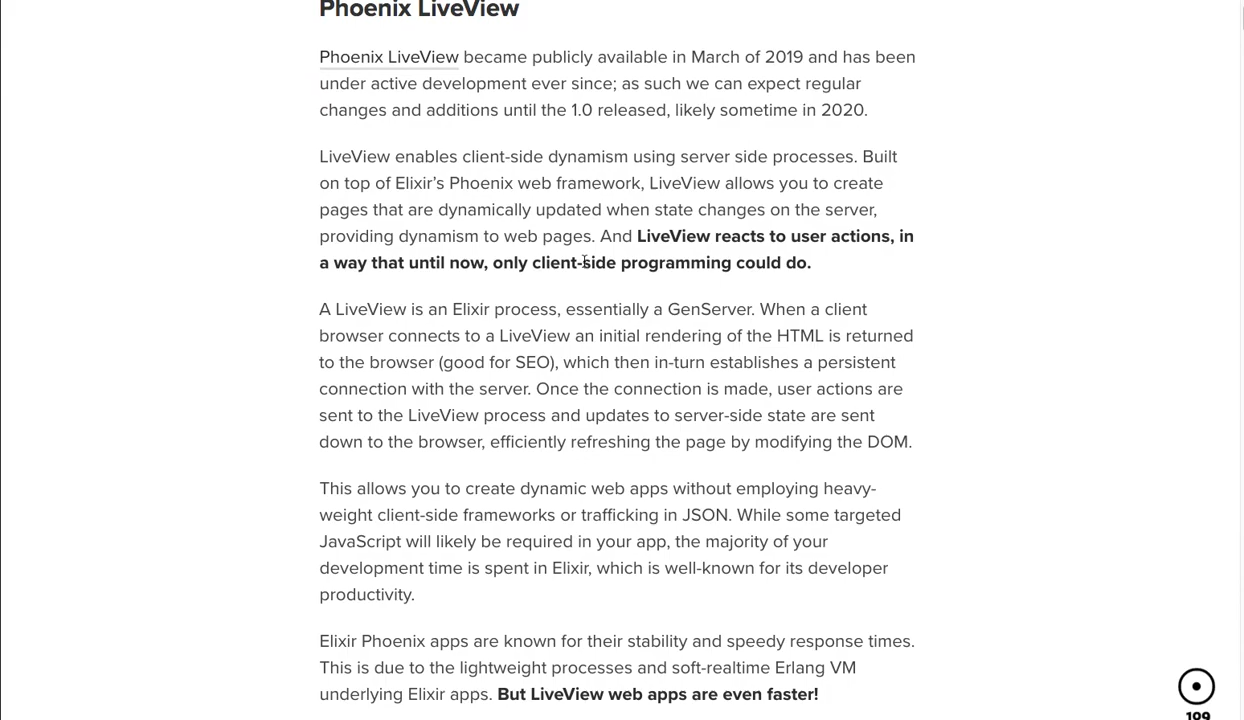 Phoenix LiveView
Phoenix LiveView became publicly available in March of 2019 and has been
under active development ever since; as such we can expect regular
changes and additions until the 1.0 released, likely sometime in 2020.
LiveView enables client-side dynamism using server side processes. Built
on top of Elixir’s Phoenix web framework, LiveView allows you to create
pages that are dynamically updated when state changes on the server,
providing dynamism to web pages. And LiveView reacts to user actions, in
a way that until now, only client-side programming could do.
A LiveView is an Elixir process, essentially a GenServer. When a client
browser connects to a LiveView an initial rendering of the HTML is returned
to the browser (good for SEO), which then in-turn establishes a persistent
connection with the server. Once the connection is made, user actions are
sent to the LiveView process and updates to server-side state are sent
down to the browser, efficiently refreshing the page by modifying the DOM.
This allows you to create dynamic web apps without employing heavy-
weight client-side frameworks or trafficking in JSON. While some targeted
JavaScript will likely be required in your app, the majority of your
development time is spent in Elixir, which is well-known for its developer
productivity.
Elixir Phoenix apps are known for their stability and speedy response times.
This is due to the lightweight processes and soft-realtime Erlang VM
underlying Elixir apps. But LiveView web apps are even faster!